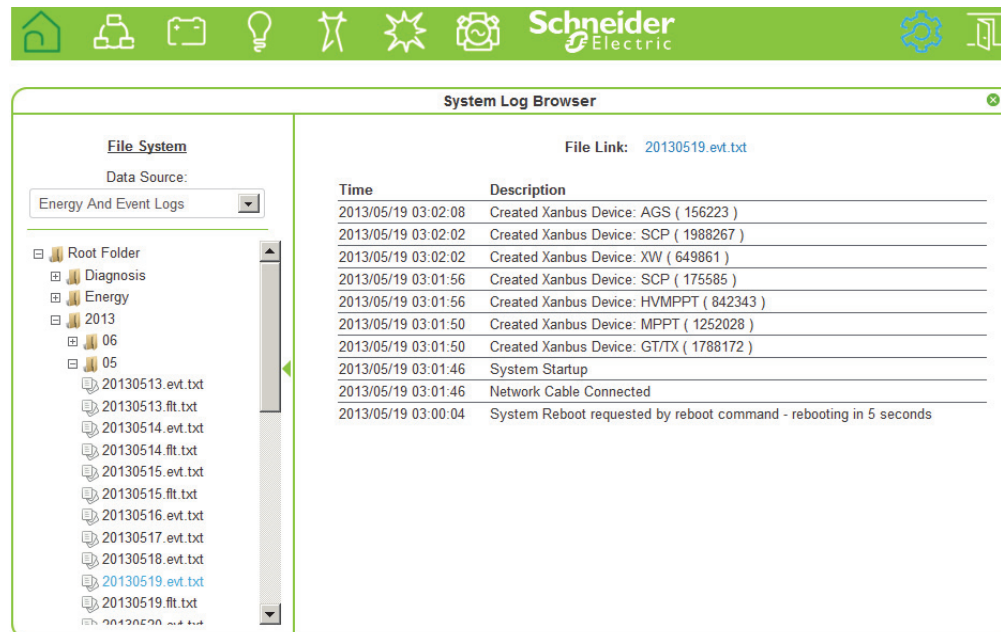 Schneider
Electric
System Log Browser
File System
Data Source:
Energy And Event Logs
Root Folder
Diagnosis
Energy
2013
06
05
20130513.evt.txt
20130513.flt.txt
20130514.evt.txt
20130514.flt.txt
20130515.evt.txt
20130515.flt.txt
20130516.evt.txt
20130517.evt.txt
20130518.evt.txt
20130519.evt.txt
20130519.flt.txt
File Link: 20130519.evt.txt
Time Description
2013/05/19 03:02:08 Created Xanbus Device: AGS ( 156223 )
2013/05/19 03:02:02 Created Xanbus Device: SCP ( 1988267 )
2013/05/19 03:02:02 Created Xanbus Device: XW ( 649861 )
2013/05/19 03:01:56 Created Xanbus Device: SCP ( 175585 )
2013/05/19 03:01:56 Created Xanbus Device: HVMPPT ( 842343 )
2013/05/19 03:01:50 Created Xanbus Device: MPPT ( 1252028 )
2013/05/19 03:01:50 Created Xanbus Device: GT/TX ( 1788172 )
2013/05/19 03:01:46 System Startup
2013/05/19 03:01:46 Network Cable Connected
2013/05/19 03:00:04 System Reboot requested by reboot command - rebooting in 5 seconds